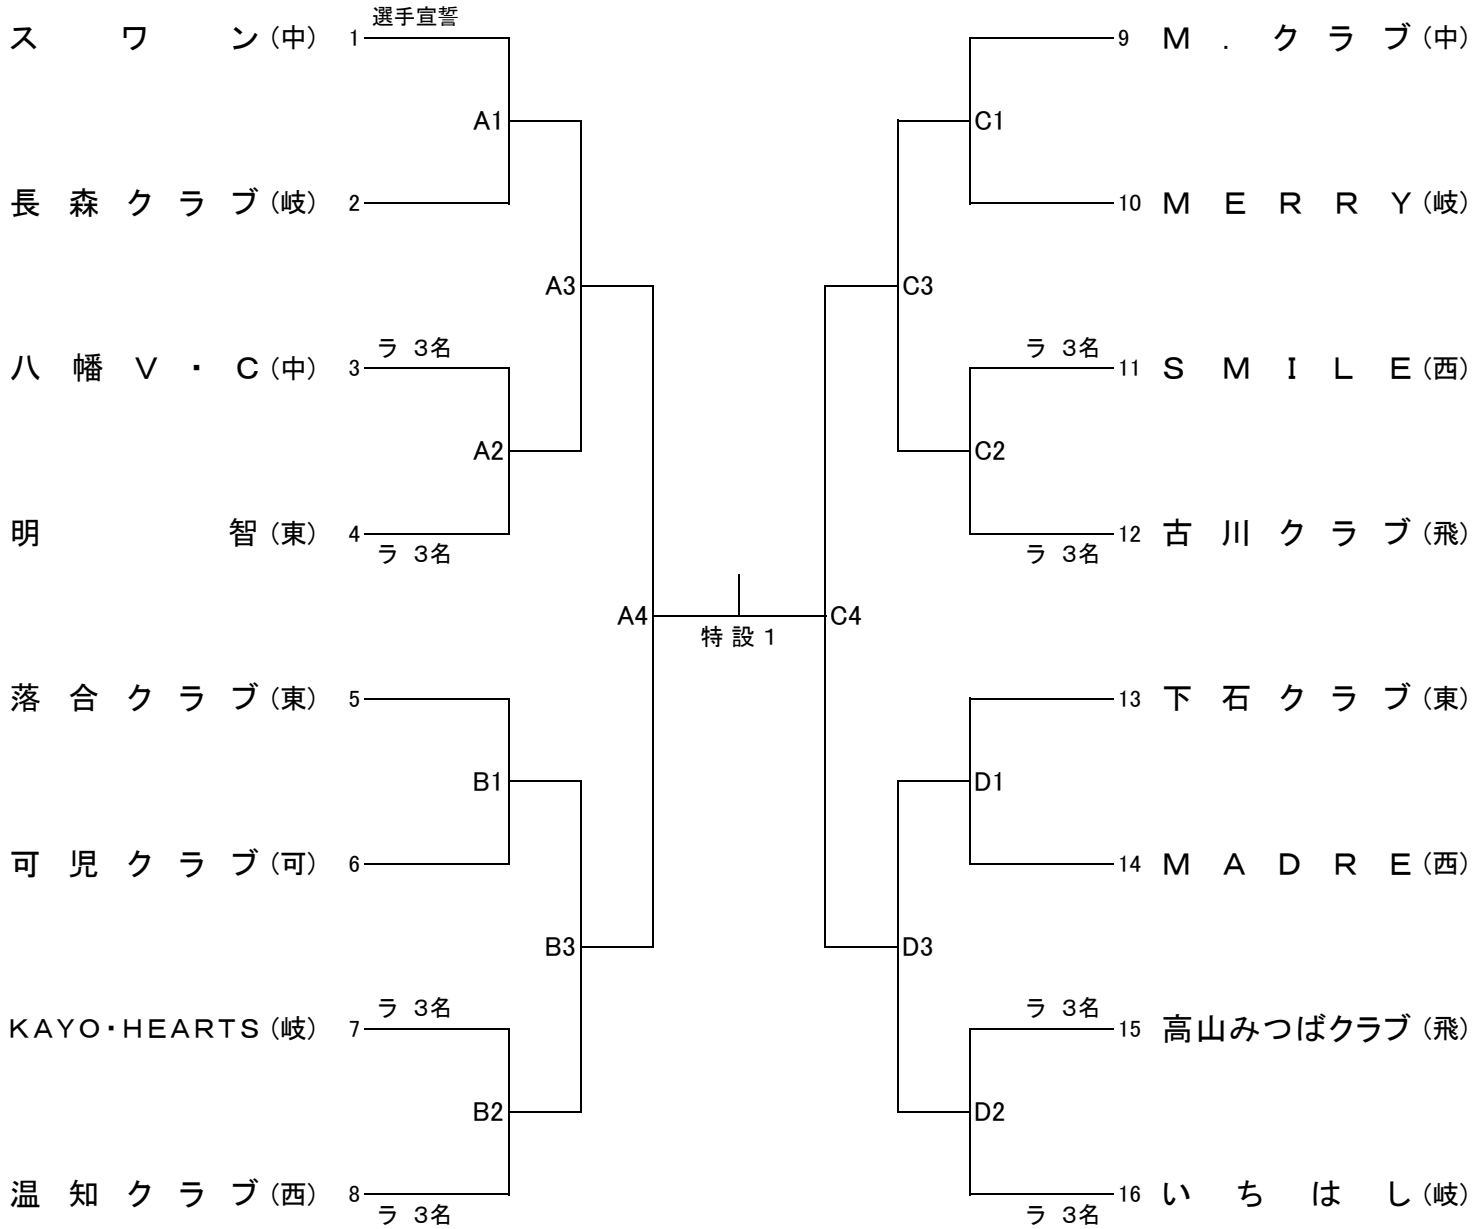 選手宣誓
スワン（中） 1
A1
長森クラブ（岐） 2
A3
ラ 3名
八幡V・C（中） 3
A2
明智（東） 4
ラ 3名
A4
落合クラブ（東） 5
B1
可児クラブ（可） 6
B3
ラ 3名
KAYO・HEARTS（岐） 7
B2
温知クラブ（西） 8
ラ 3名
特設1
9 M．クラブ（中）
C1
10 MERRY（岐）
C3
ラ 3名
11 SMILE（西）
C2
12 古川クラブ（飛）
ラ 3名
C4
13 下石クラブ（東）
D1
14 MADRE（西）
D3
ラ 3名
15 高山みつばクラブ（飛）
D2
16 いちはし（岐）
ラ 3名